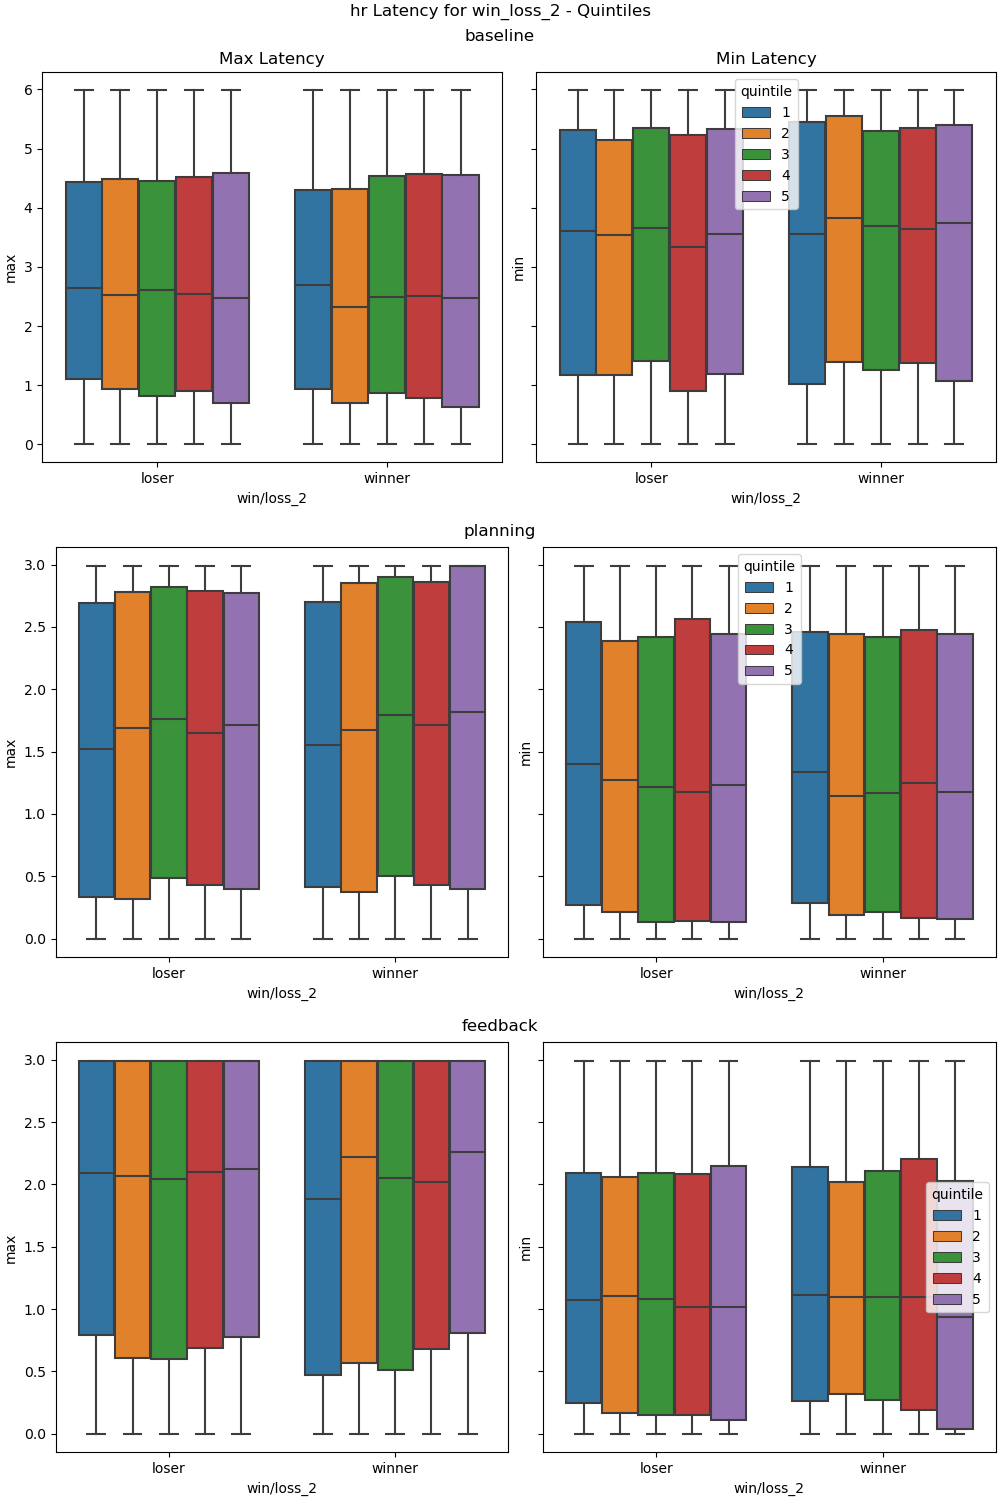 hr Latency for win_loss_2 - Quintiles
baseline
Max Latency
Min Latency
6
5
4
3
2
1
0
max
loser
winner
win/loss_2
min
quintile
1
2
3
4
5
loser
winner
win/loss_2
planning
3.0
2.5
2.0
1.5
1.0
0.5
0.0
max
loser
winner
win/loss_2
min
quintile
1
2
3
4
5
loser
winner
win/loss_2
feedback
3.0
2.5
2.0
1.5
1.0
0.5
0.0
max
loser
winner
win/loss_2
min
quintile
1
2
3
4
5
loser
winner
win/loss_2